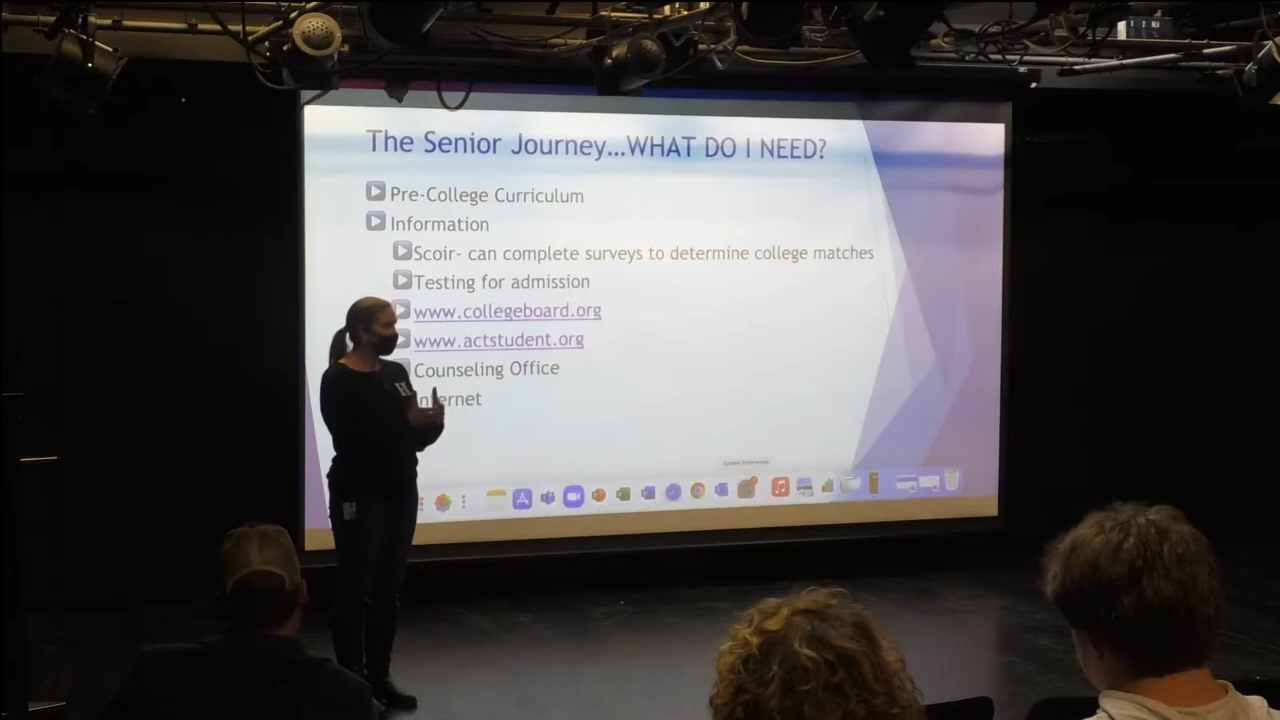 The Senior Journey...WHAT DO I NEED?
Pre-College Curriculum
Information
Scoir- can complete surveys to determine college matches
Testing for admission
www.collegeboard.org
www.actstudent.org
Counseling Office
nternet
H